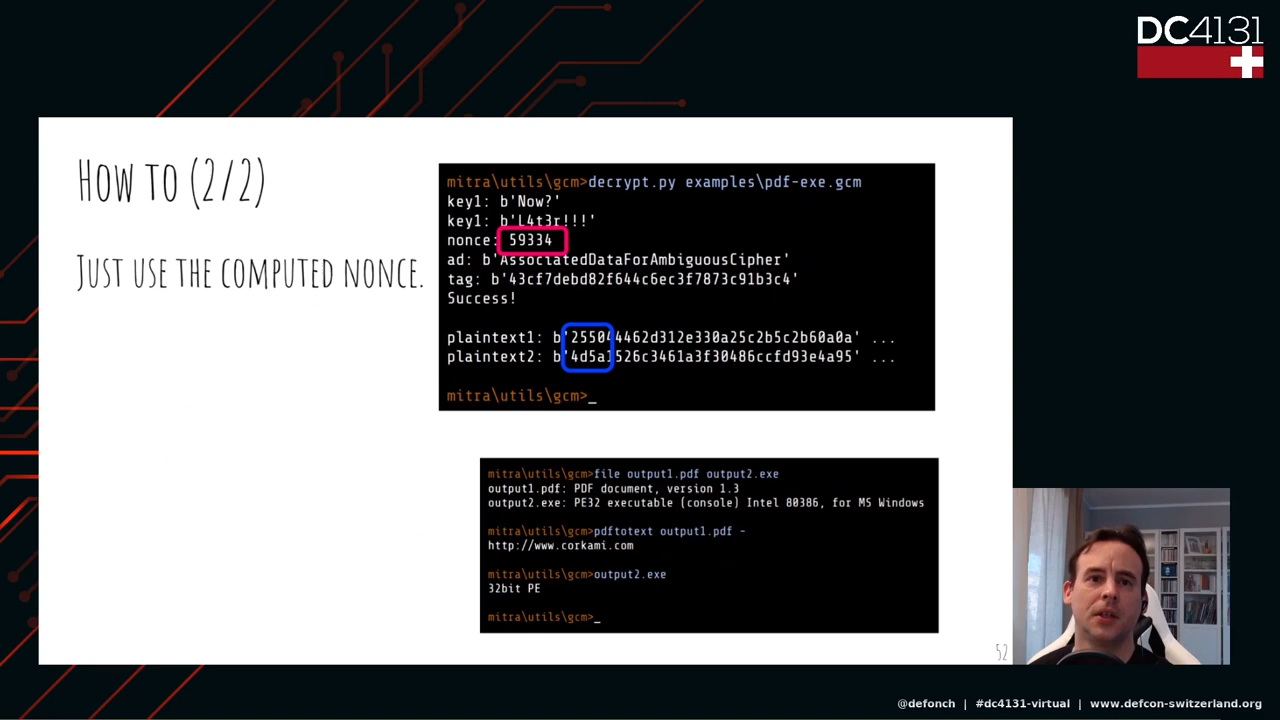 DC4131
How to (2/2)
Just use the computed nonce.
mitra\utils\gcm>decrypt.py examples\pdf-exe.gcm
key1: b'Now?'
key1: b'L4t3r!!!'
nonce: 59334
ad: b'AssociatedDataForAmbiguousCipher'
tag: b'43cf7debd82f644c6ec3f7873c91b3c4'
Success!
plaintext1: b'255044462d312e330a25c2b5c2b60a0a' ...
plaintext2: b'4d5a1526c3461a3f30486ccfd93e4a95' ...
mitra\utils\gcm>_
mitra\utils\gcm>file output1.pdf output2.exe
output1.pdf: PDF document, version 1.3
output2.exe: PE32 executable (console) Intel 80386, for MS Windows
mitra\utils\gcm>pdftotext output1.pdf -
http://www.corkami.com
mitra\utils\gcm>output2.exe
32bit PE
mitra\utils\gcm>_
52
@defonch | #dc4131-virtual | www.defcon-switzerland.org